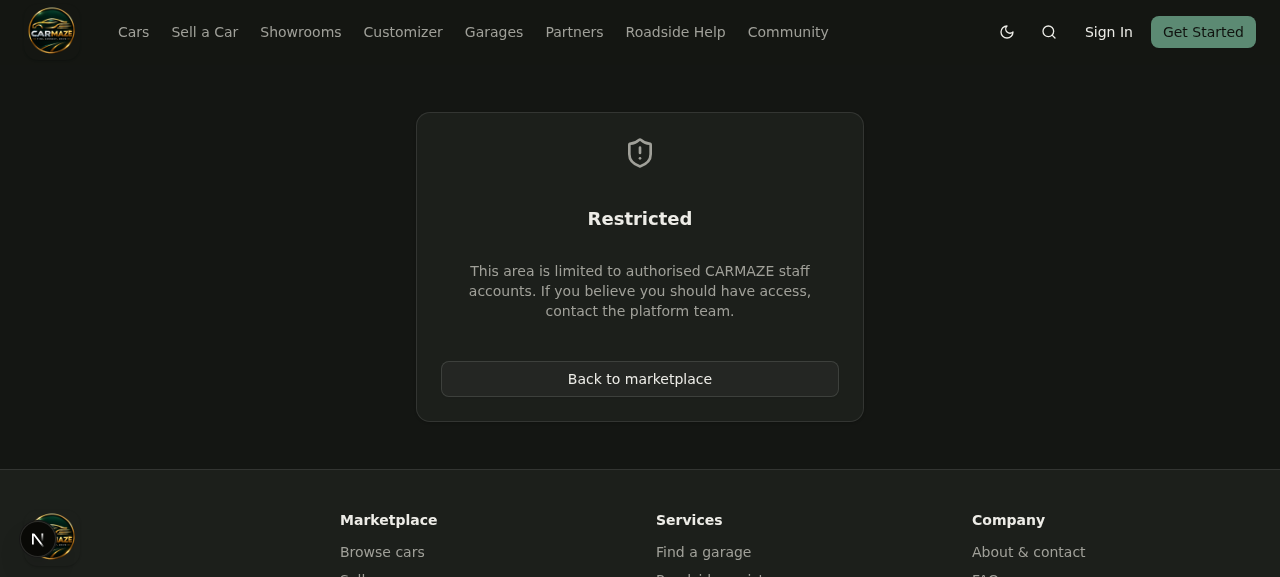 CARMAZE
Cars
Sell a Car
Showrooms
Customizer
Garages
Partners
Roadside Help
Community
Sign In
Get Started
Restricted
This area is limited to authorised CARMAZE staff
accounts. If you believe you should have access,
contact the platform team.
Back to marketplace
Marketplace
Browse cars
Services
Find a garage
Company
About & contact